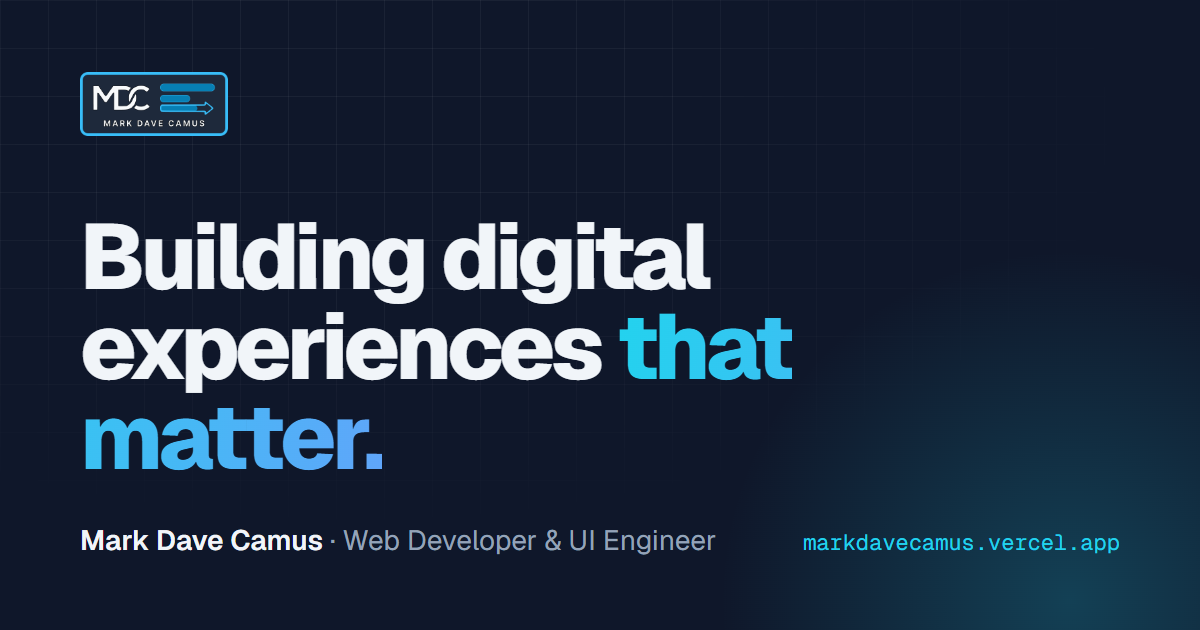 MDC
MARK DAVE CAMUS
Building digital
experiences that
matter.
Mark Dave Camus · Web Developer & UI Engineer
markdavecamus.vercel.app